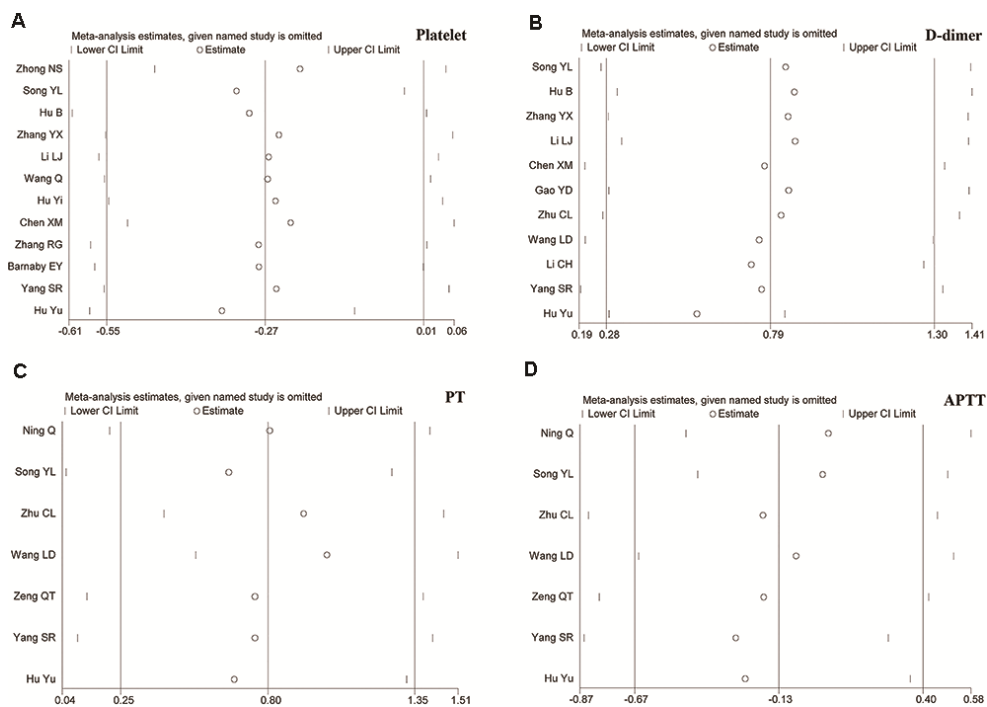 A
Meta-analysis estimates, given named study is omitted
Platelet
| Lower CI Limit ○ Estimate | Upper CI Limit
Zhong NS
Song YL
Hu B
Zhang YX
Li LJ
Wang Q
Hu Yi
Chen XM
Zhang RG
Barnaby EY
Yang SR
Hu Yu
-0.61 -0.55 -0.27 0.01 0.06
B
Meta-analysis estimates, given named study is omitted
D-dimer
| Lower CI Limit ○ Estimate | Upper CI Limit
Song YL
Hu B
Zhang YX
Li LJ
Chen XM
Gao YD
Zhu CL
Wang LD
Li CH
Yang SR
Hu Yu
0.19 0.28 0.79 1.30 1.41
C
Meta-analysis estimates, given named study is omitted
PT
| Lower CI Limit ○ Estimate | Upper CI Limit
Ning Q
Song YL
Zhu CL
Wang LD
Zeng QT
Yang SR
Hu Yu
0.04 0.25 0.80 1.35 1.51
D
Meta-analysis estimates, given named study is omitted
APTT
| Lower CI Limit ○ Estimate | Upper CI Limit
Ning Q
Song YL
Zhu CL
Wang LD
Zeng QT
Yang SR
Hu Yu
-0.87 -0.67 -0.13 0.40 0.58